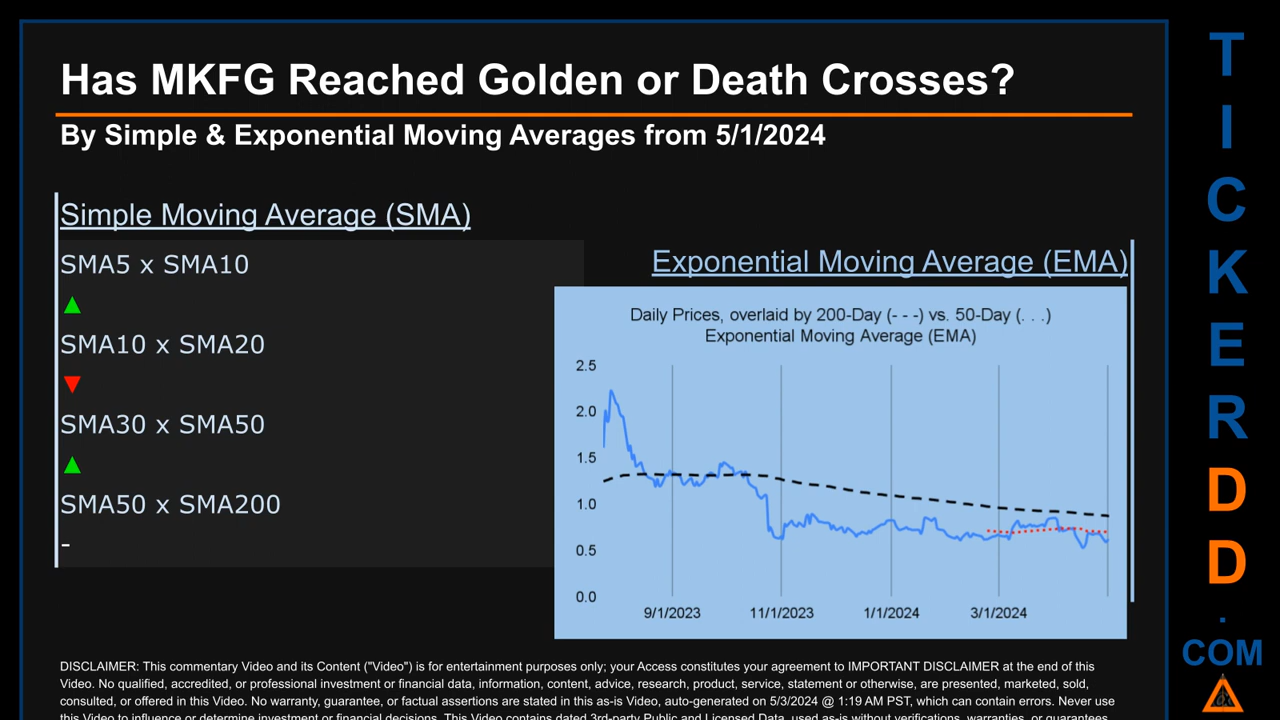 Has MKFG Reached Golden or Death Crosses?
By Simple & Exponential Moving Averages from 5/1/2024
Simple Moving Average (SMA)
SMA5 x SMA10
▲
SMA10 x SMA20
▼
SMA30 x SMA50
▲
SMA50 x SMA200
-
Exponential Moving Average (EMA)
Daily Prices, overlaid by 200-Day (- - -) vs. 50-Day (. . .)
Exponential Moving Average (EMA)
2.5
2.0
1.5
1.0
0.5
0.0
9/1/2023 11/1/2023 1/1/2024 3/1/2024
DISCLAIMER: This commentary Video and its Content ("Video") is for entertainment purposes only; your Access constitutes your agreement to IMPORTANT DISCLAIMER at the end of this
Video. No qualified, accredited, or professional investment or financial data, information, content, advice, research, product, service, statement or otherwise, are presented, marketed, sold,
consulted, or offered in this Video. No warranty, guarantee, or factual assertions are stated in this as-is Video, auto-generated on 5/3/2024 @ 1:19 AM PST, which can contain errors. Never use
this Video to influence or determine investment or financial decisions. This Video contains dated 3rd-party Public and Licensed Data, used as-is without verifications, warranties, or guarantees
T
I
C
K
E
R
D
D
.
COM